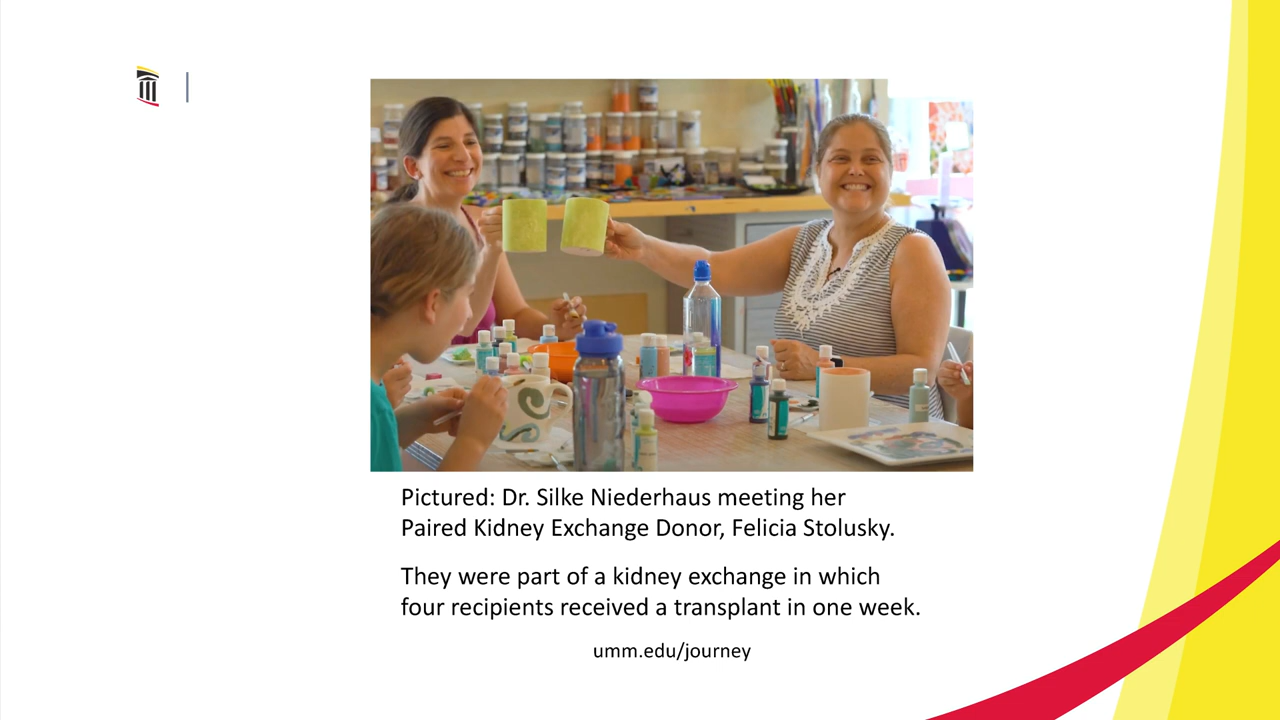 Pictured: Dr. Silke Niederhaus meeting her
Paired Kidney Exchange Donor, Felicia Stolusky.
They were part of a kidney exchange in which
four recipients received a transplant in one week.
umm.edu/journey